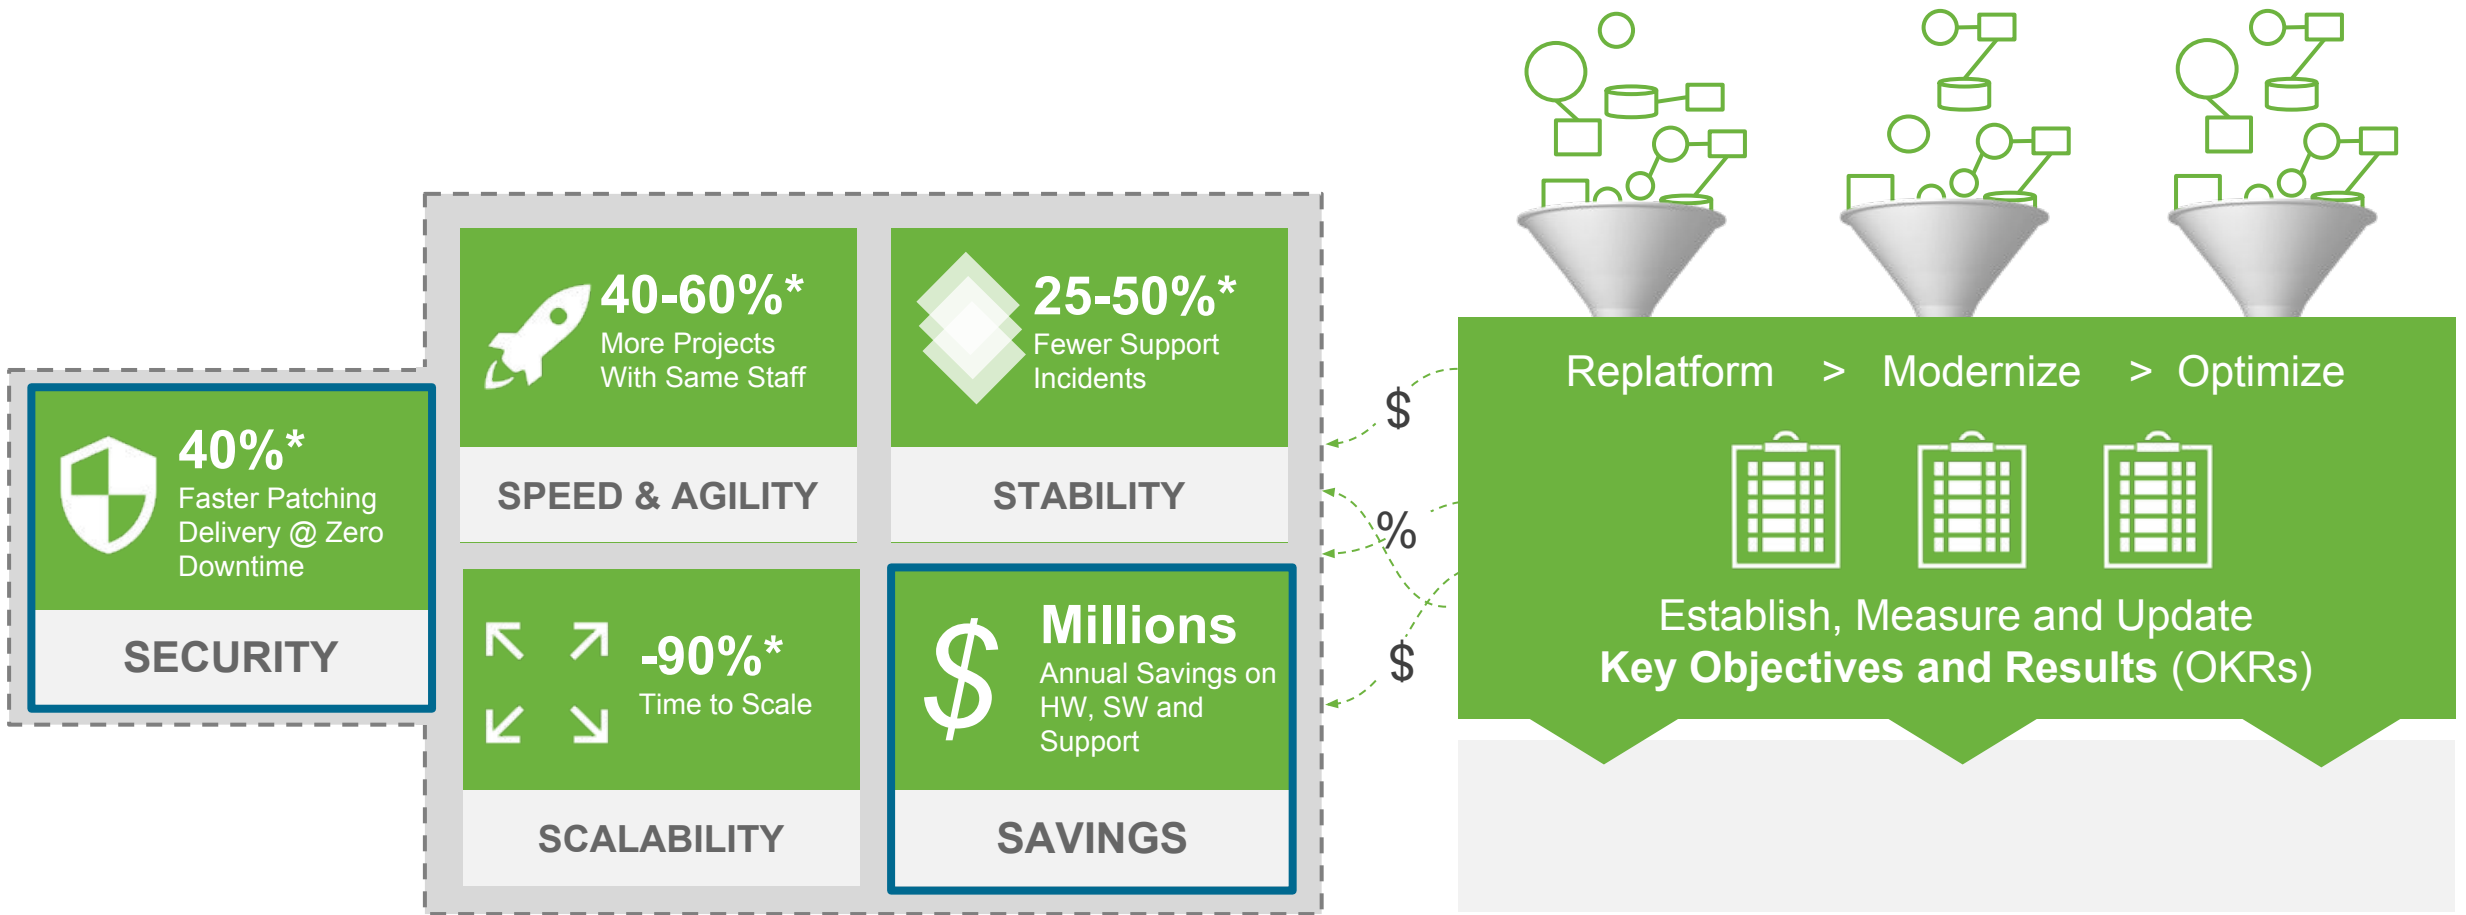 40%*
Faster Patching
Delivery @ Zero
Downtime
SECURITY
40-60%*
More Projects
With Same Staff
SPEED & AGILITY
25-50%*
Fewer Support
Incidents
STABILITY
-90%*
Time to Scale
SCALABILITY
$
Millions
Annual Savings on
HW, SW and
Support
SAVINGS
$
%
$
Replatform > Modernize > Optimize
Establish, Measure and Update
Key Objectives and Results (OKRs)